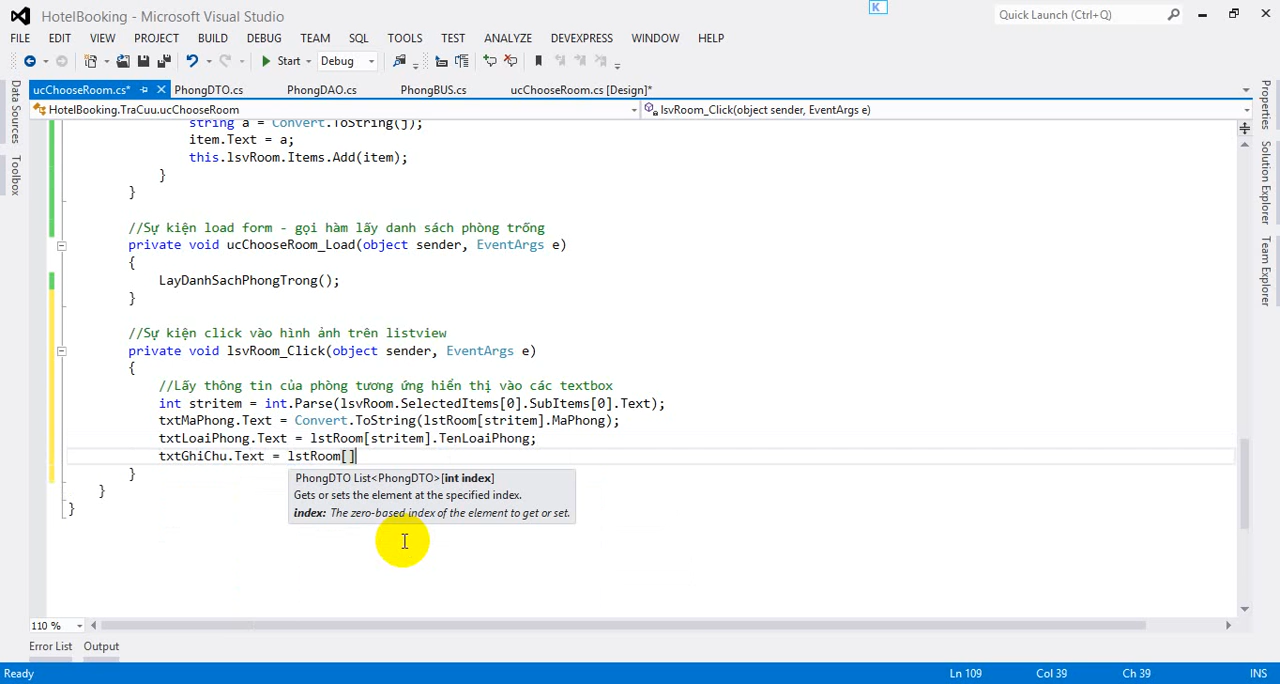 HotelBooking - Microsoft Visual Studio
K
Quick Launch (Ctrl+Q)
FILE EDIT VIEW PROJECT BUILD DEBUG TEAM SQL TOOLS TEST ANALYZE DEVEXPRESS WINDOW HELP
Start Debug
ucChooseRoom.cs* PhongDTO.cs PhongDAO.cs PhongBUS.cs ucChooseRoom.cs [Design]*
HotelBooking.TraCuu.ucChooseRoom lsvRoom_Click(object sender, EventArgs e)
Data Sources
Toolbox
string a = Convert.ToString(j);
item.Text = a;
this.lsvRoom.Items.Add(item);
}
}
//Sự kiện load form - gọi hàm lấy danh sách phòng trống
private void ucChooseRoom_Load(object sender, EventArgs e)
{
LayDanhSachPhongTrong();
}
//Sự kiện click vào hình ảnh trên listview
private void lsvRoom_Click(object sender, EventArgs e)
{
//Lấy thông tin của phòng tương ứng hiển thị vào các textbox
int stritem = int.Parse(lsvRoom.SelectedItems[0].SubItems[0].Text);
txtMaPhong.Text = Convert.ToString(lstRoom[stritem].MaPhong);
txtLoaiPhong.Text = lstRoom[stritem].TenLoaiPhong;
txtGhiChu.Text = lstRoom[]
}
}
}
PhongDTO List<PhongDTO>[int index]
Gets or sets the element at the specified index.
index: The zero-based index of the element to get or set.
Properties
Solution Explorer
Team Explorer
110 %
Error List Output
Ready Ln 109 Col 39 Ch 39 INS